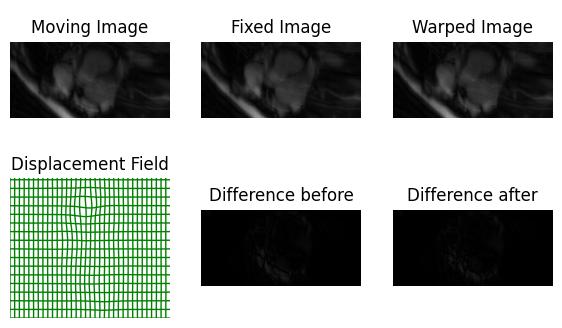 Moving Image
Fixed Image
Warped Image
Displacement Field
Difference before
Difference after